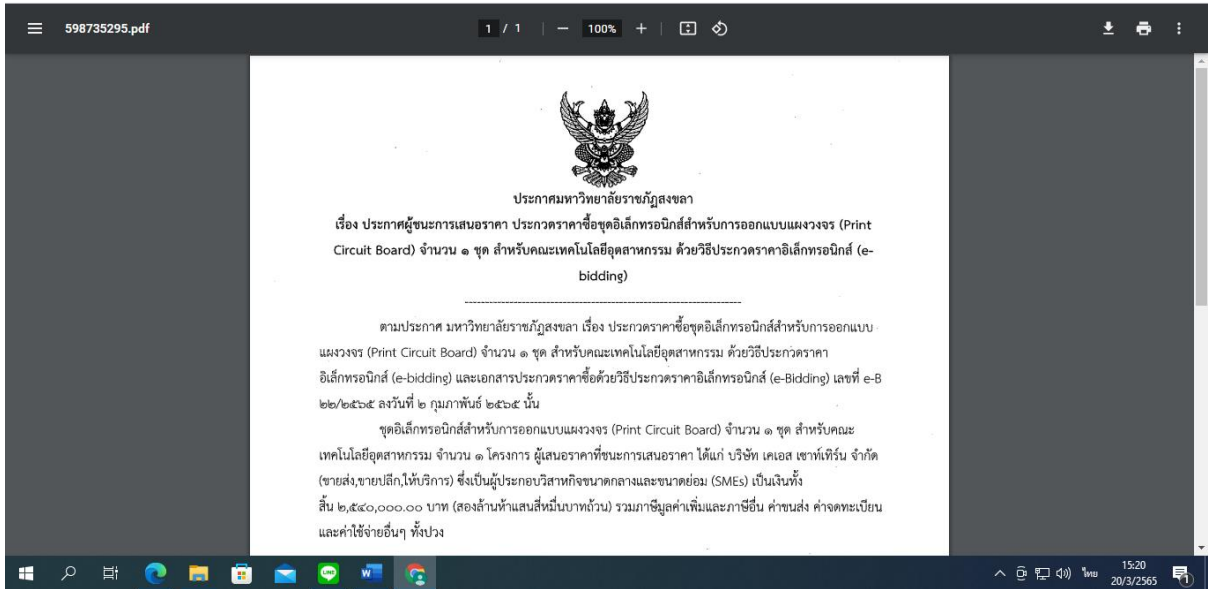 598735295.pdf
1 / 1
100%
ประกาศมหาวิทยาลัยราชภัฏสงขลา
เรื่อง ประกาศผู้ชนะการเสนอราคา ประกวดราคาซื้อชุดอิเล็กทรอนิกส์สำหรับการออกแบบแผงวงจร (Print
Circuit Board) จำนวน ๑ ชุด สำหรับคณะเทคโนโลยีอุตสาหกรรม ด้วยวิธีประกวดราคาอิเล็กทรอนิกส์ (e-
bidding)
--------------------------------------------------------------------
ตามประกาศ มหาวิทยาลัยราชภัฏสงขลา เรื่อง ประกวดราคาซื้อชุดอิเล็กทรอนิกส์สำหรับการออกแบบ
แผงวงจร (Print Circuit Board) จำนวน ๑ ชุด สำหรับคณะเทคโนโลยีอุตสาหกรรม ด้วยวิธีประกวดราคา
อิเล็กทรอนิกส์ (e-bidding) และเอกสารประกวดราคาซื้อด้วยวิธีประกวดราคาอิเล็กทรอนิกส์ (e-Bidding) เลขที่ e-B
๒๒/๒๕๖๕ ลงวันที่ ๒ กุมภาพันธ์ ๒๕๖๕ นั้น
ชุดอิเล็กทรอนิกส์สำหรับการออกแบบแผงวงจร (Print Circuit Board) จำนวน ๑ ชุด สำหรับคณะ
เทคโนโลยีอุตสาหกรรม จำนวน ๑ โครงการ ผู้เสนอราคาที่ชนะการเสนอราคา ได้แก่ บริษัท เคเอส เซาท์เทิร์น จำกัด
(ขายส่ง,ขายปลีก,ให้บริการ) ซึ่งเป็นผู้ประกอบวิสาหกิจขนาดกลางและขนาดย่อม (SMEs) เป็นเงินทั้ง
สิ้น ๒,๕๔๐,๐๐๐.๐๐ บาท (สองล้านห้าแสนสี่หมื่นบาทถ้วน) รวมภาษีมูลค่าเพิ่มและภาษีอื่น ค่าขนส่ง ค่าจดทะเบียน
และค่าใช้จ่ายอื่นๆ ทั้งปวง
LINE
W
ไทย
15:20
20/3/2565
1